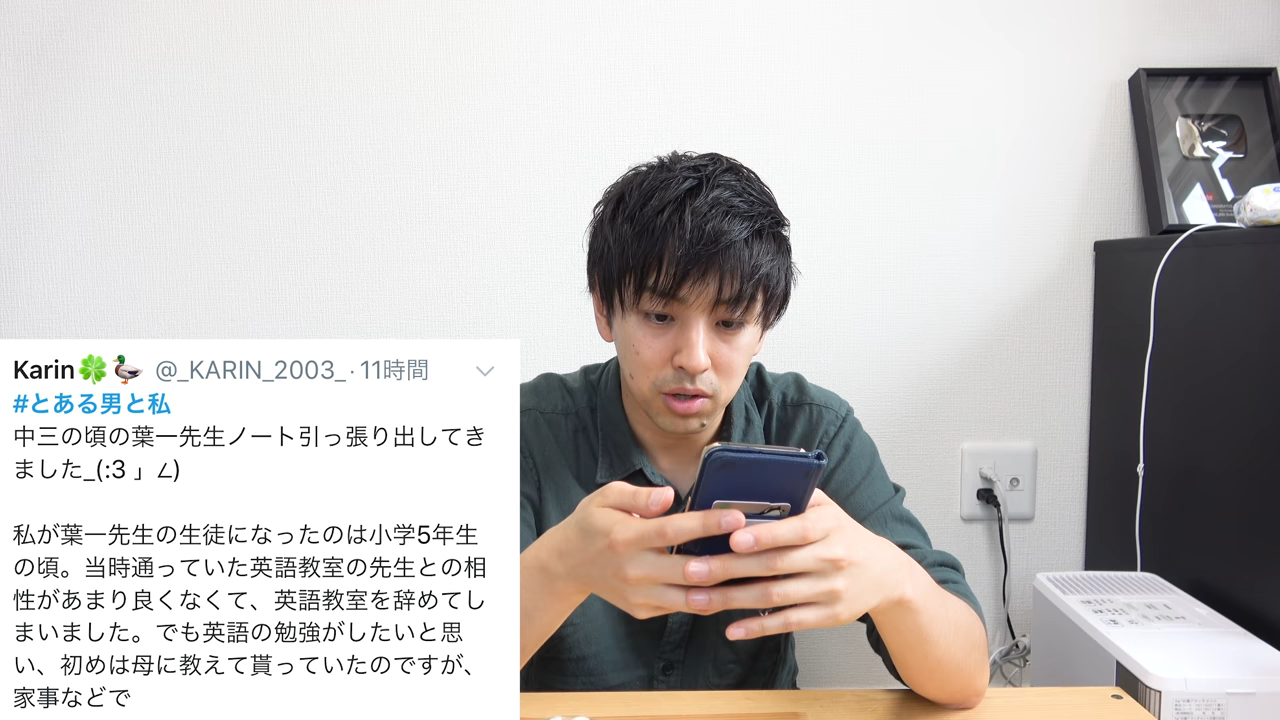 Karin🍀🦆 @_KARIN_2003_・11時間
#とある男と私
中三の頃の葉一先生ノート引っ張り出してき
ました_(:3 」∠)
私が葉一先生の生徒になったのは小学5年生
の頃。当時通っていた英語教室の先生との相
性があまり良くなくて、英語教室を辞めてし
まいました。でも英語の勉強がしたいと思
い、初めは母に教えて貰っていたのですが、
家事などで